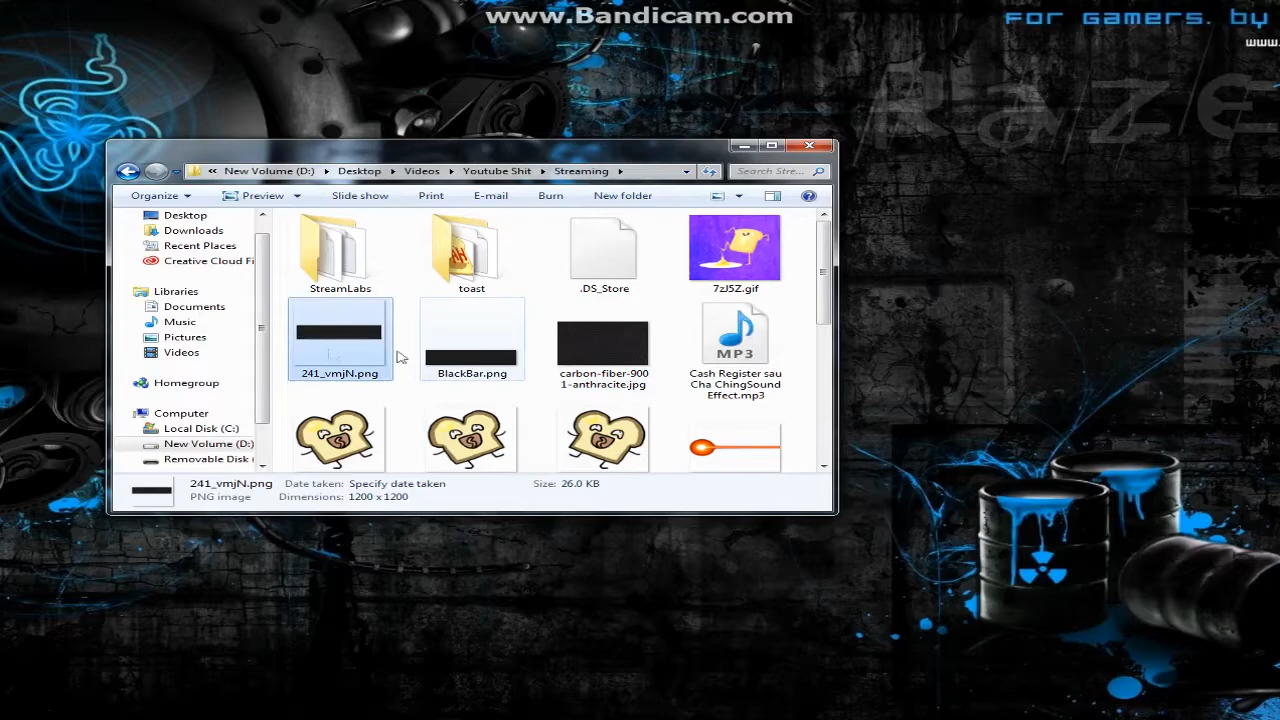 www.Bandicam.com
For Gamers. by
www.
Raze
« New Volume (D:) ▸ Desktop ▸ Videos ▸ Youtube Shit ▸ Streaming ▸
Search Stre...
Organize
Preview
Slide show
Print
E-mail
Burn
New folder
Desktop
Downloads
Recent Places
Creative Cloud Fi
Libraries
Documents
Music
Pictures
Videos
Homegroup
Computer
Local Disk (C:)
New Volume (D:)
Removable Disk (
StreamLabs
toast
.DS_Store
7zJ5Z.gif
241_vmjN.png
BlackBar.png
carbon-fiber-900
1-anthracite.jpg
MP3
Cash Register sau
Cha ChingSound
Effect.mp3
241_vmjN.png
Date taken: Specify date taken
Size: 26.0 KB
PNG image
Dimensions: 1200 x 1200